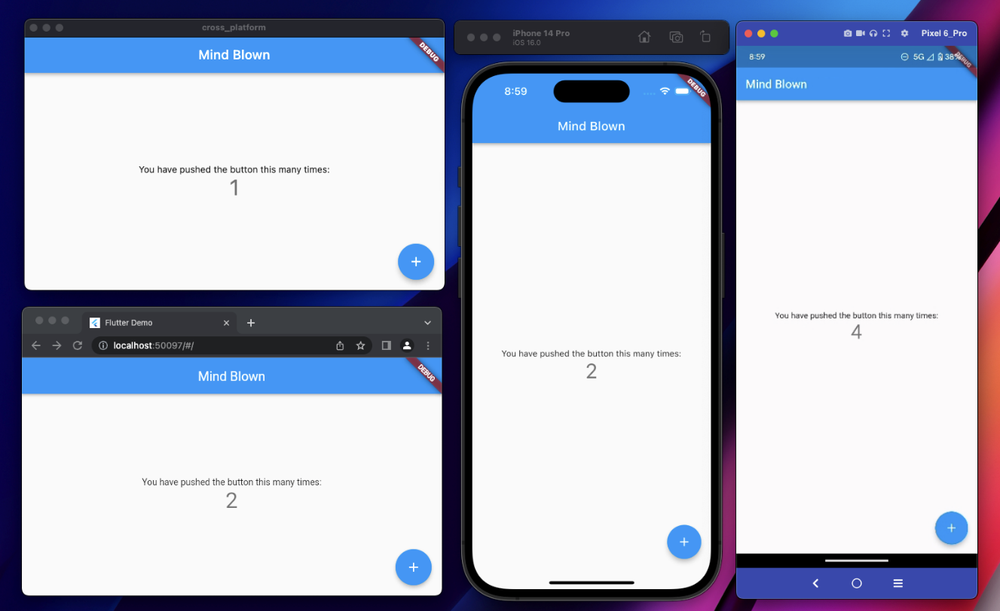 cross_platform
Mind Blown
DEBUG
You have pushed the button this many times:
1
+
Flutter Demo
localhost:50097/#/
Mind Blown
DEBUG
You have pushed the button this many times:
2
+
iPhone 14 Pro
iOS 16.0
8:59
DEBUG
Mind Blown
You have pushed the button this many times:
2
+
Pixel 6_Pro
8:59 5G 38%
DEBUG
Mind Blown
You have pushed the button this many times:
4
+